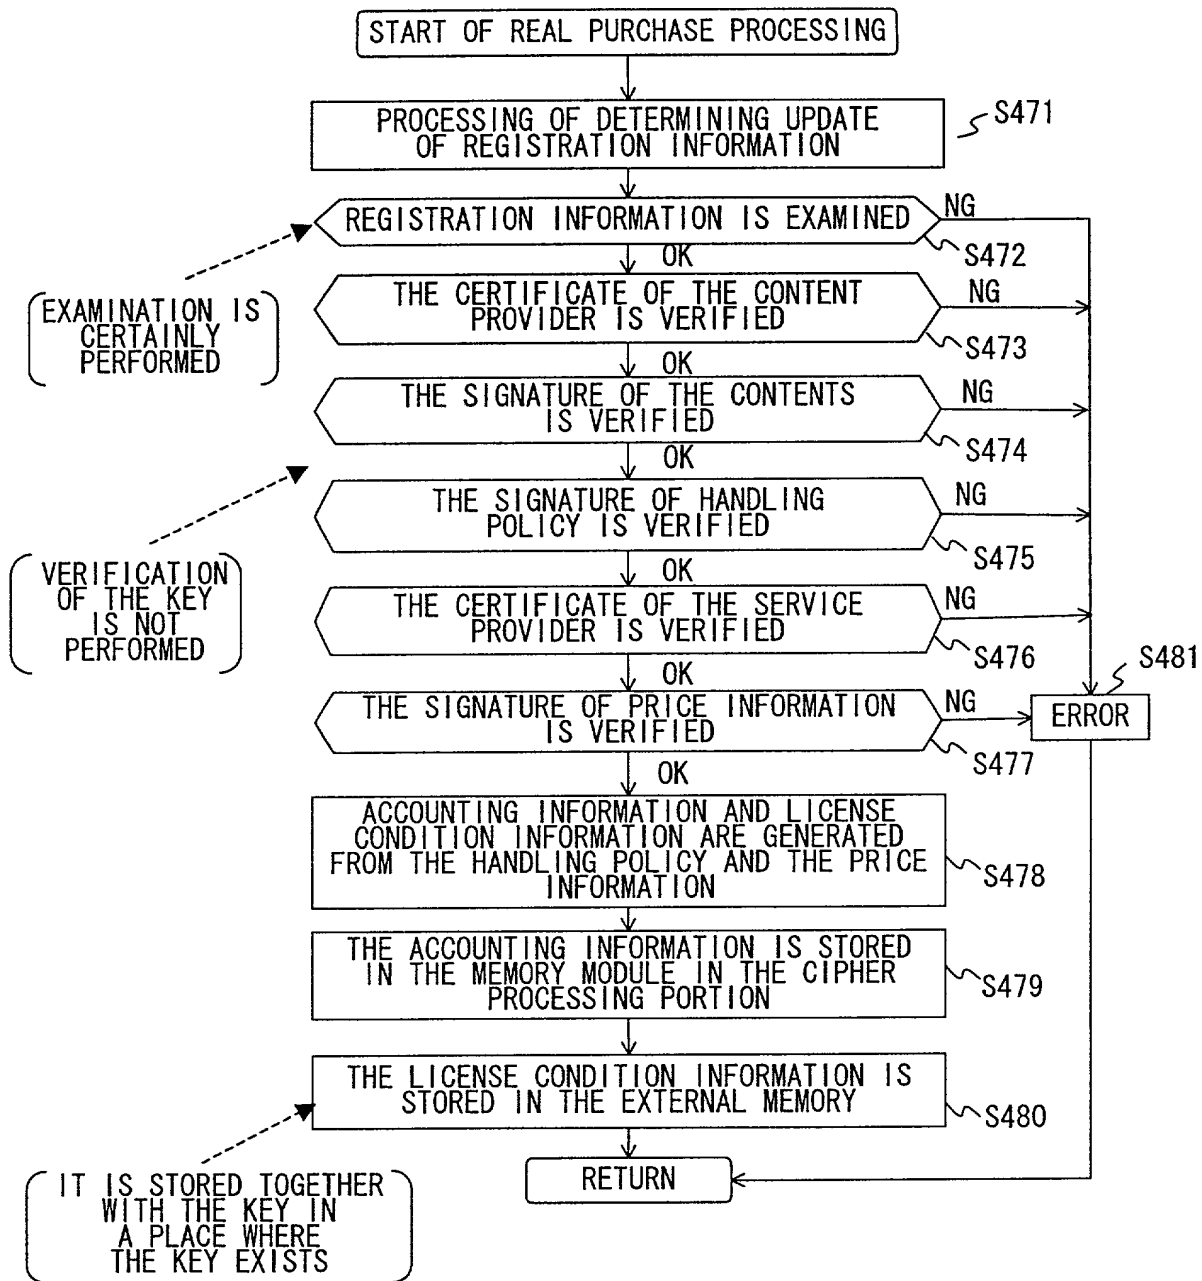 START OF REAL PURCHASE PROCESSING
PROCESSING OF DETERMINING UPDATE
OF REGISTRATION INFORMATION
S471
REGISTRATION INFORMATION IS EXAMINED
NG
S472
OK
EXAMINATION IS
CERTAINLY
PERFORMED
THE CERTIFICATE OF THE CONTENT
PROVIDER IS VERIFIED
NG
S473
OK
THE SIGNATURE OF THE CONTENTS
IS VERIFIED
NG
S474
OK
VERIFICATION
OF THE KEY
IS NOT
PERFORMED
THE SIGNATURE OF HANDLING
POLICY IS VERIFIED
NG
S475
OK
THE CERTIFICATE OF THE SERVICE
PROVIDER IS VERIFIED
NG
S476
OK
THE SIGNATURE OF PRICE INFORMATION
IS VERIFIED
NG
S477
OK
S481
ERROR
ACCOUNTING INFORMATION AND LICENSE
CONDITION INFORMATION ARE GENERATED
FROM THE HANDLING POLICY AND THE PRICE
INFORMATION
S478
THE ACCOUNTING INFORMATION IS STORED
IN THE MEMORY MODULE IN THE CIPHER
PROCESSING PORTION
S479
THE LICENSE CONDITION INFORMATION IS
STORED IN THE EXTERNAL MEMORY
S480
IT IS STORED TOGETHER
WITH THE KEY IN
A PLACE WHERE
THE KEY EXISTS
RETURN